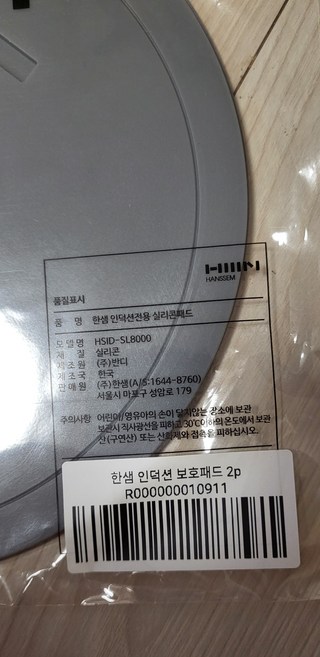 HANSSEM
품질표시
품 명 한샘 인덕션전용 실리콘패드
모델명 HSID-SL8000
재 질 실리콘
제조원 (주)반디
제조국 한국
판매원 (주)한샘(A/S:1644-8760)
서울시 마포구 성암로 179
주의사항 어린이/영유아의 손이 닿지않는 장소에 보관
보관시 직사광선을 피하고 30℃이하의 온도에서 보관
산(구연산) 또는 산화제와 접촉을 피하십시오.
한샘 인덕션 보호패드 2p
R000000010911